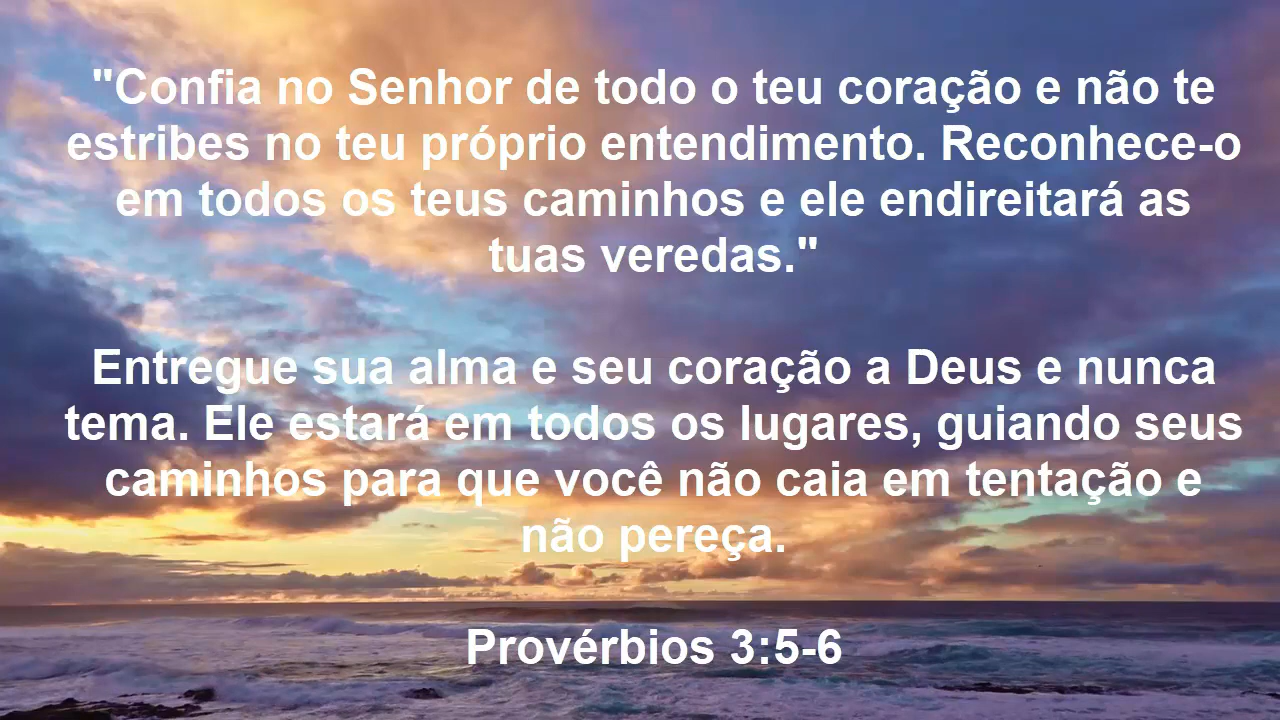 "Confia no Senhor de todo o teu coração e não te
estribes no teu próprio entendimento. Reconhece-o
em todos os teus caminhos e ele endireitará as
tuas veredas."
Entregue sua alma e seu coração a Deus e nunca
tema. Ele estará em todos os lugares, guiando seus
caminhos para que você não caia em tentação e
não pereça.
Provérbios 3:5-6